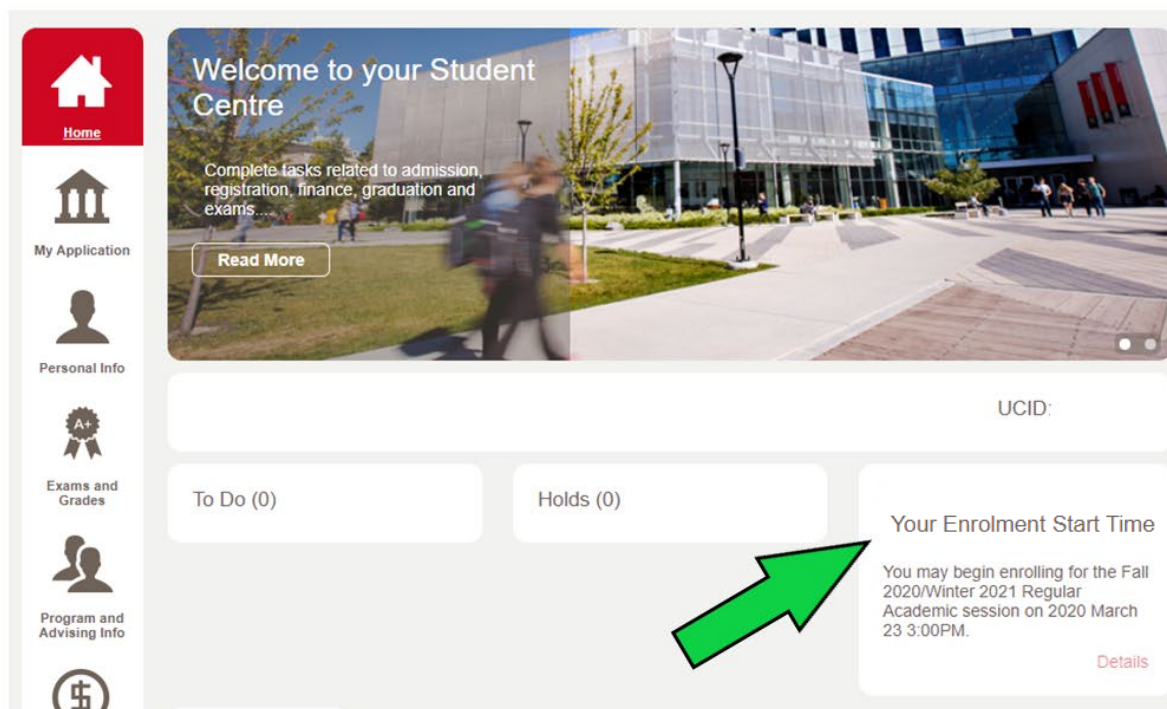 Home
My Application
Personal Info
A+
Exams and
Grades
Program and
Advising Info
$
Welcome to your Student
Centre
Complete tasks related to admission,
registration, finance, graduation and
exams....
Read More
UCID:
To Do (0)
Holds (0)
Your Enrolment Start Time
You may begin enrolling for the Fall
2020/Winter 2021 Regular
Academic session on 2020 March
23 3:00PM.
Details